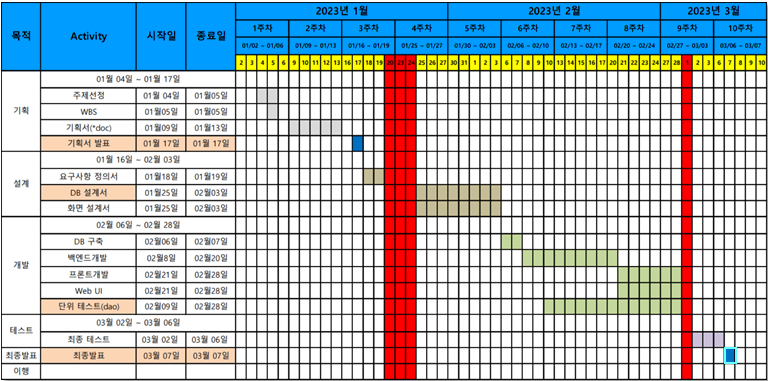 목적 Activity 시작일 종료일 2023년 1월 2023년 2월 2023년 3월
1주차 2주차 3주차 4주차 5주차 6주차 7주차 8주차 9주차 10주차
01/02 ~ 01/06 01/09 ~ 01/13 01/16 ~ 01/19 01/25 ~ 01/27 01/30 ~ 02/03 02/06 ~ 02/10 02/13 ~ 02/17 02/20 ~ 02/24 02/27 ~ 03/03 03/06 ~ 03/07
2 3 4 5 6 9 10 11 12 13 16 17 18 19 20 23 24 25 26 27 30 31 1 2 3 6 7 8 9 10 13 14 15 16 17 20 21 22 23 24 27 28 1 2 3 6 7 8 9 10
기획 01월 04일 ~ 01월 17일
주제선정 01월 04일 01월05일
WBS 01월05일 01월05일
기획서(*doc) 01월09일 01월13일
기획서 발표 01월 17일 01월 17일
설계 01월 16일 ~ 02월 03일
요구사항 정의서 01월18일 01월19일
DB 설계서 01월25일 02월03일
화면 설계서 01월25일 02월03일
개발 02월 06일 ~ 02월 28일
DB 구축 02월06일 02월07일
백엔드개발 02월8일 02월20일
프론트개발 02월21일 02월28일
Web UI 02월21일 02월28일
단위 테스트(dao) 02월09일 02월28일
테스트 03월 02일 ~ 03월 06일
최종 테스트 03월 02일 03월 06일
최종발표 최종발표 03월 07일 03월 07일
이행